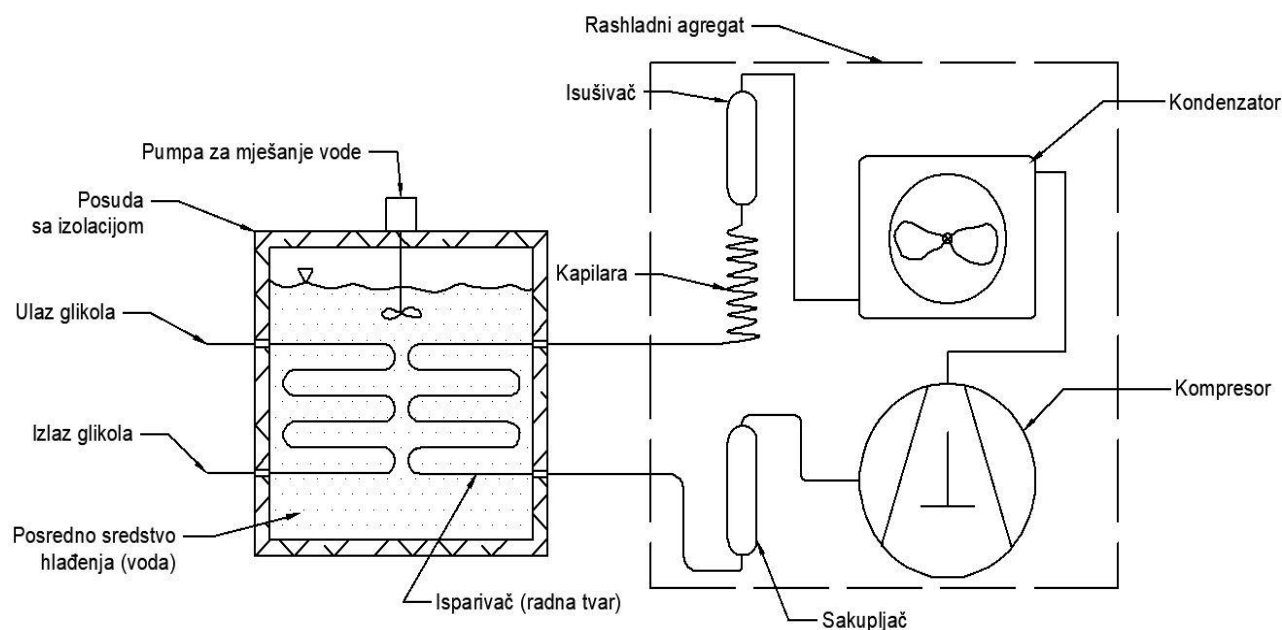 Rashladni agregat
Isušivač
Kondenzator
Pumpa za mješanje vode
Posuda
sa izolacijom
Kapilara
Ulaz glikola
Kompresor
Izlaz glikola
Posredno sredstvo
hlađenja (voda)
Isparivač (radna tvar)
Sakupljač